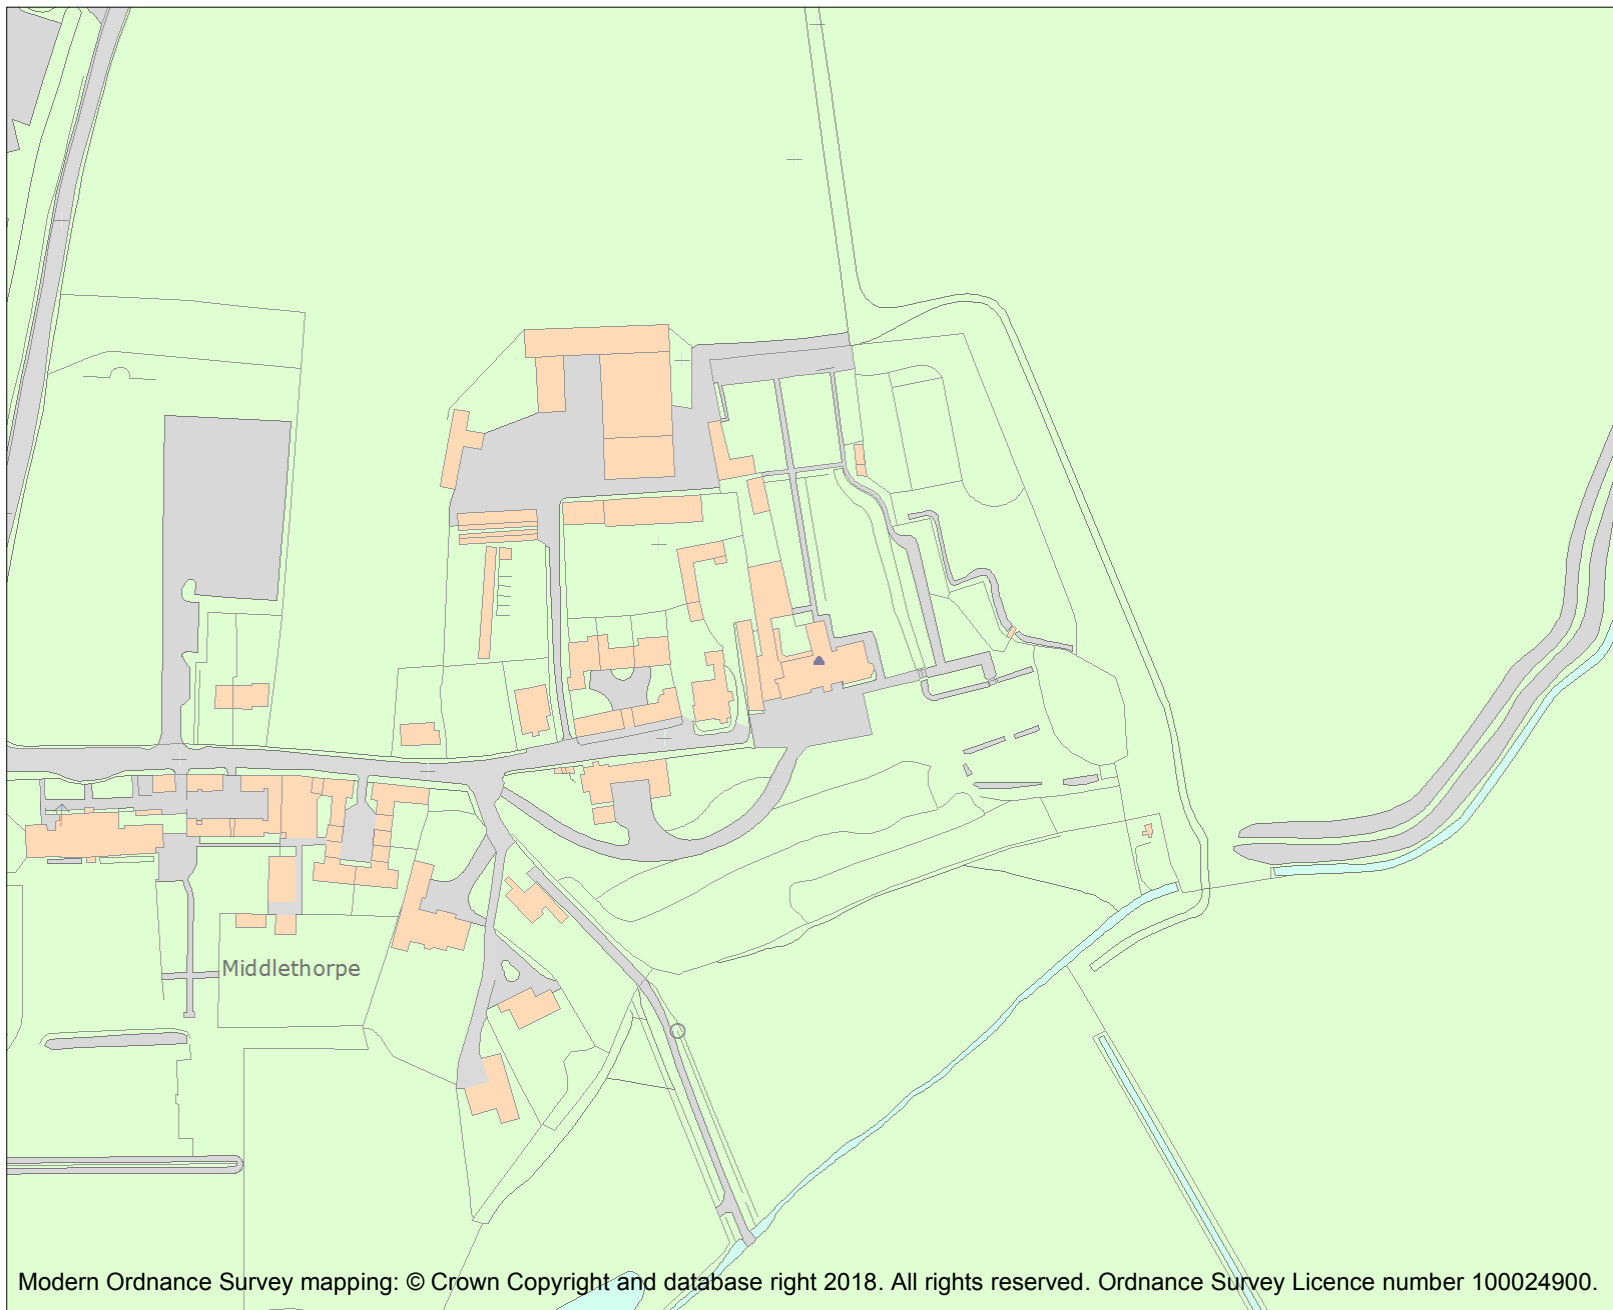 Middlethorpe
Modern Ordnance Survey mapping: © Crown Copyright and database right 2018. All rights reserved. Ordnance Survey Licence number 100024900.